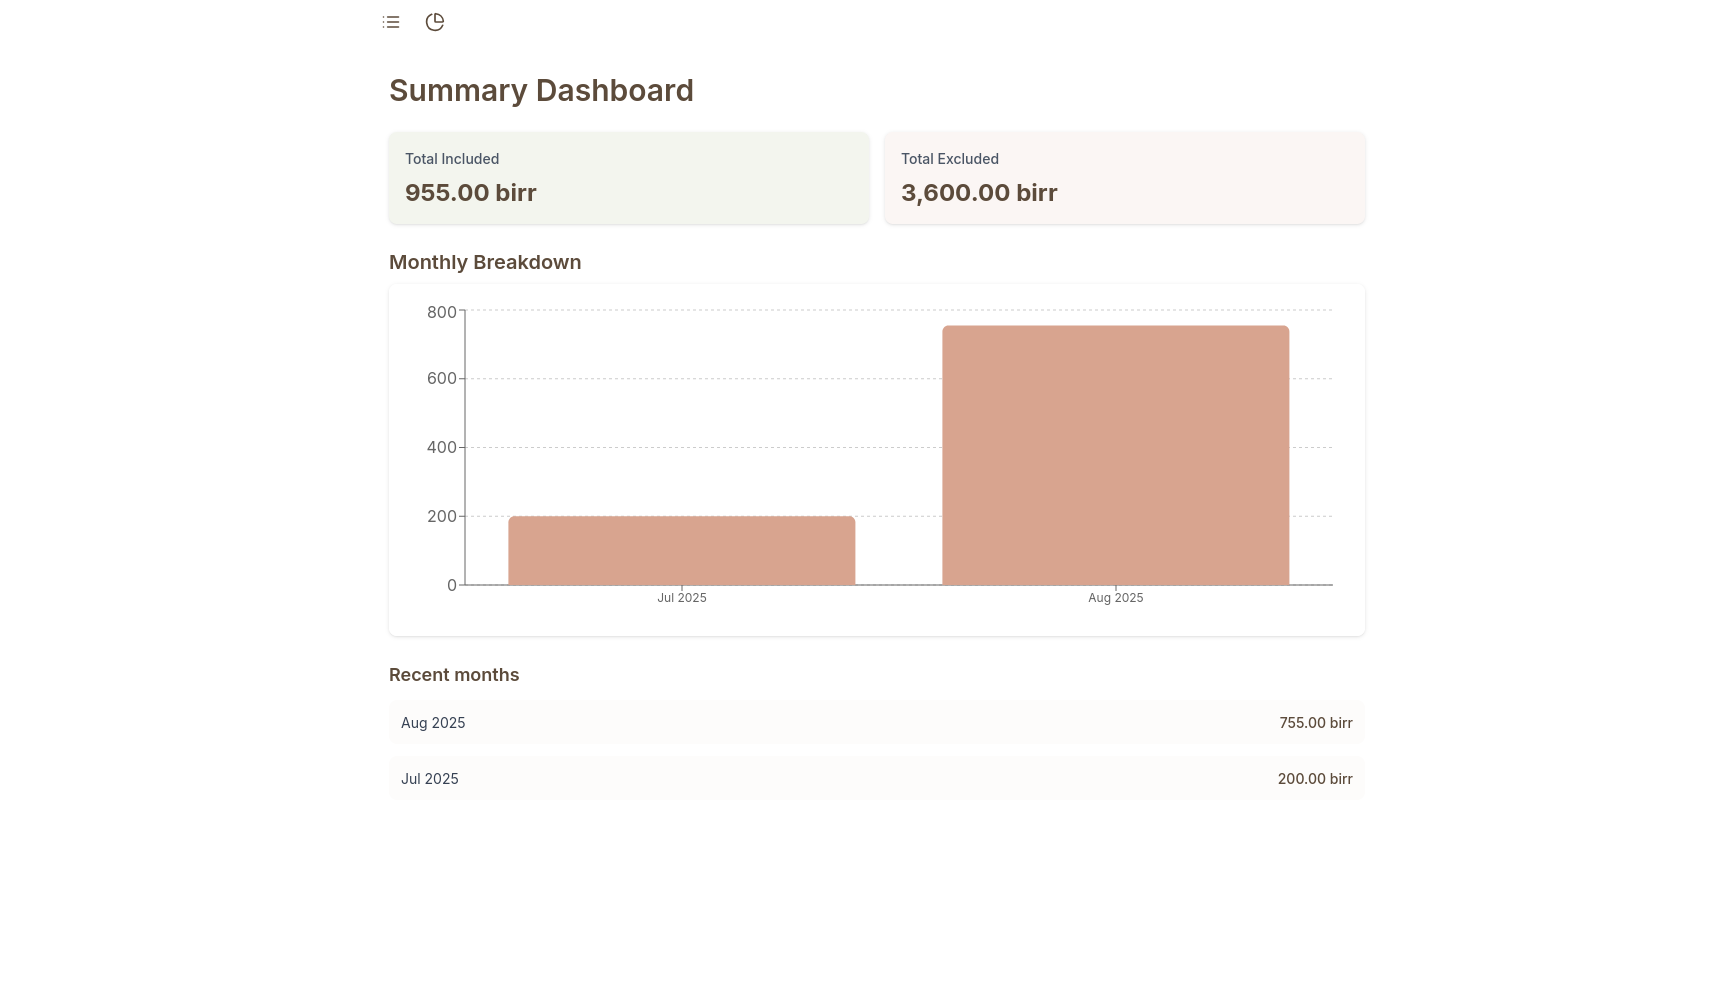 Summary Dashboard
Total Included
955.00 birr
Total Excluded
3,600.00 birr
Monthly Breakdown
800
600
400
200
0
Jul 2025
Aug 2025
Recent months
Aug 2025
755.00 birr
Jul 2025
200.00 birr